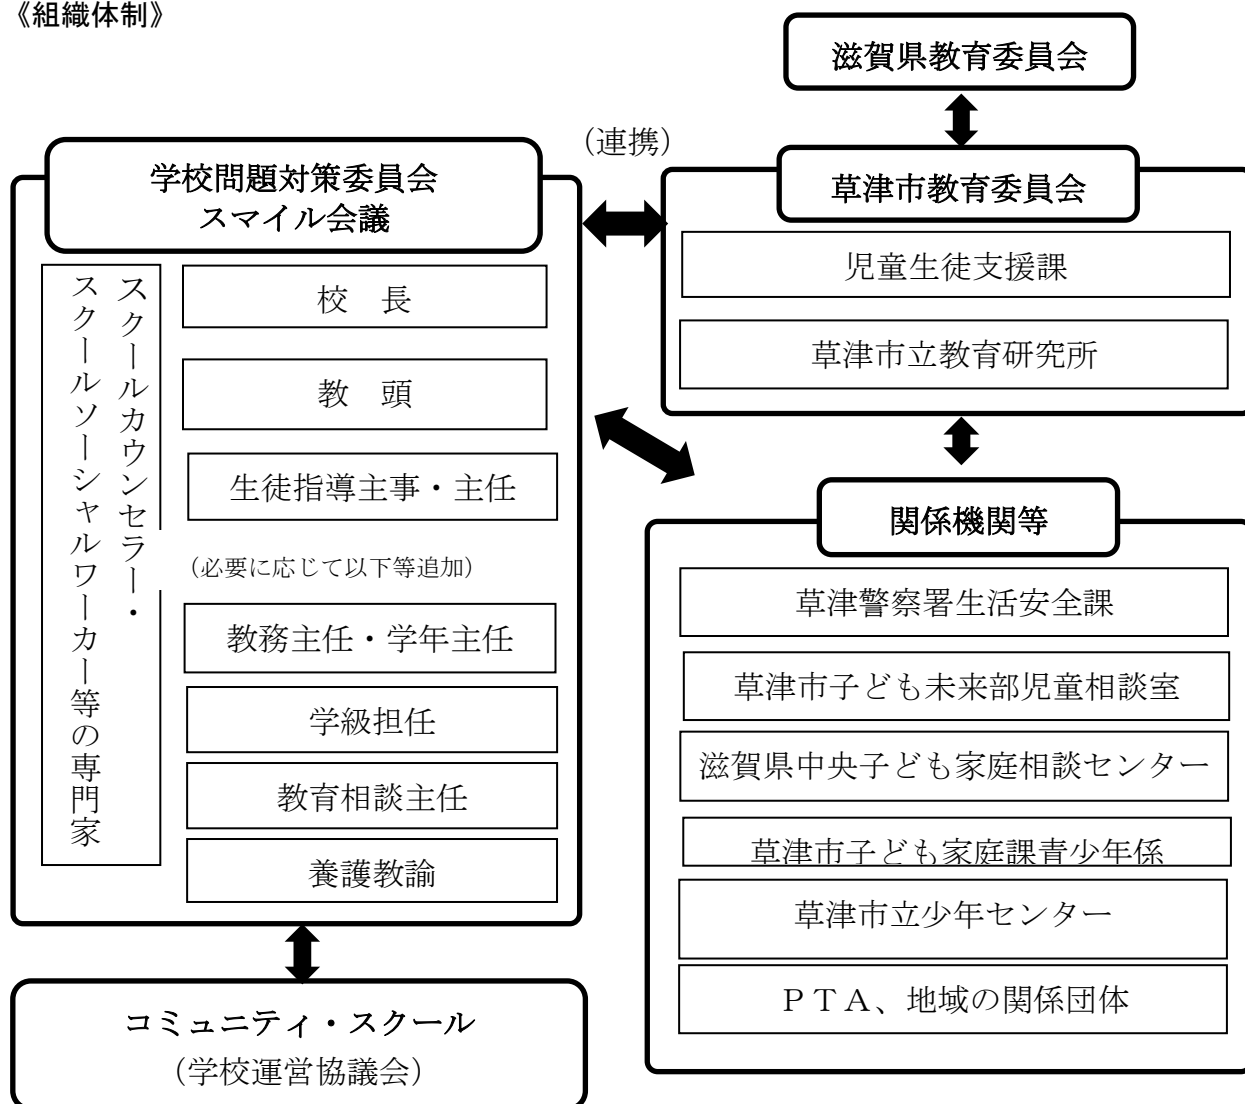 《組織体制》
滋賀県教育委員会
（連携）
学校問題対策委員会
スマイル会議
スクールカウンセラー・
スクールソーシャルワーカー等の専門家
校　長
教　頭
生徒指導主事・主任
（必要に応じて以下等追加）
教務主任・学年主任
学級担任
教育相談主任
養護教諭
コミュニティ・スクール
（学校運営協議会）
草津市教育委員会
児童生徒支援課
草津市立教育研究所
関係機関等
草津警察署生活安全課
草津市子ども未来部児童相談室
滋賀県中央子ども家庭相談センター
草津市子ども家庭課青少年係
草津市立少年センター
ＰＴＡ、地域の関係団体